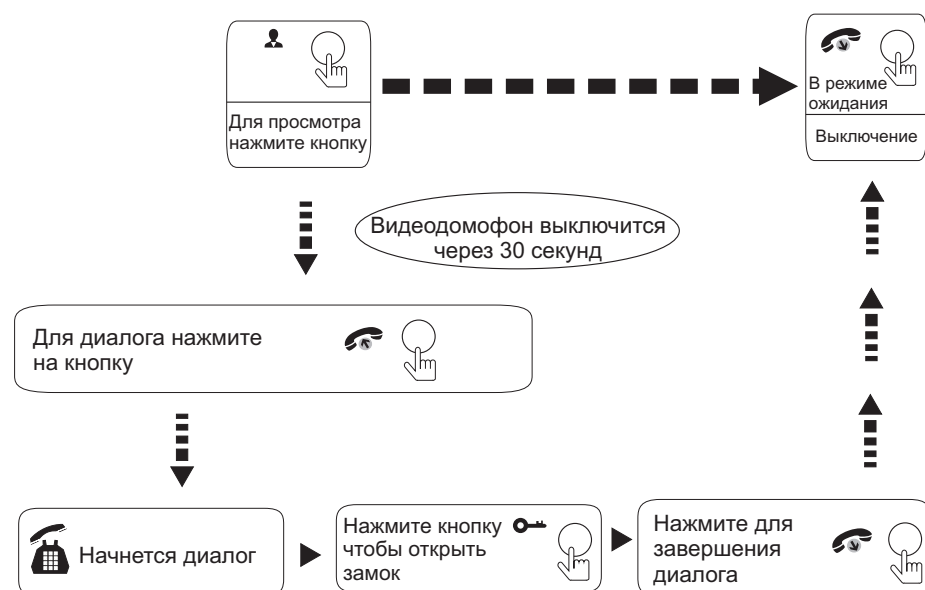 Для просмотра
нажмите кнопку
В режиме
ожидания
Выключение
Видеодомофон выключится
через 30 секунд
Для диалога нажмите
на кнопку
Начнется диалог
Нажмите кнопку
чтобы открыть
замок
Нажмите для
завершения
диалога